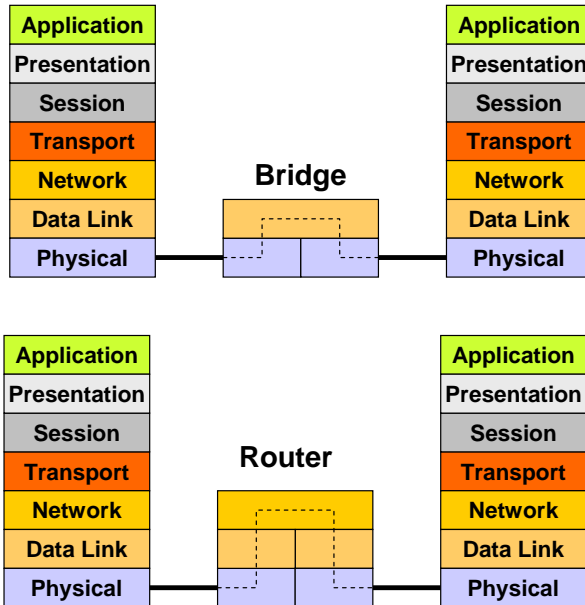 Application
Application
Presentation
Presentation
Session
Session
Transport
Transport
Bridge
Network
Network
Data Link
Data Link
Physical
Physical
Application
Application
Presentation
Presentation
Session
Session
Router
Transport
Transport
Network
Network
Data Link
Data Link
Physical
Physical